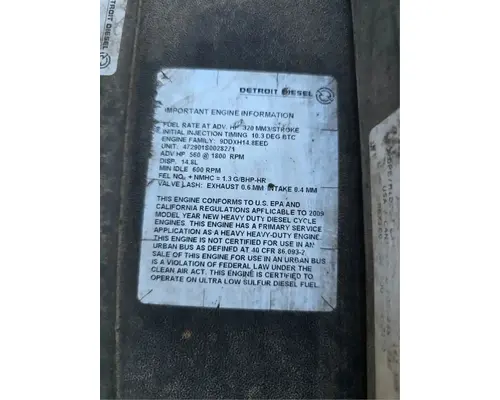 DETROIT DIESEL
DETROIT DIESEL
IMPORTANT ENGINE INFORMATION
FUEL RATE AT ADV. HP 320 MM3/STROKE
INITIAL INJECTION TIMING 10.3 DEG BTC
ENGINE FAMILY: 9DDXH14.8EED
UNIT: 472901S00282/1
ADV HP 560 @ 1800 RPM
DISP. 14.8L
MIN IDLE 600 RPM
FEL NOx + NMHC = 1.3 G/BHP-HR
VALVE LASH: EXHAUST 0.6 MM INTAKE 0.4 MM
THIS ENGINE CONFORMS TO U.S. EPA AND
CALIFORNIA REGULATIONS APPLICABLE TO 2009
MODEL YEAR NEW HEAVY DUTY DIESEL CYCLE
ENGINES. THIS ENGINE HAS A PRIMARY SERVICE
APPLICATION AS A HEAVY HEAVY-DUTY ENGINE.
THIS ENGINE IS NOT CERTIFIED FOR USE IN AN
URBAN BUS AS DEFINED AT 40 CFR 86.093-2.
SALE OF THIS ENGINE FOR USE IN AN URBAN BUS
IS A VIOLATION OF FEDERAL LAW UNDER THE
CLEAN AIR ACT. THIS ENGINE IS CERTIFIED TO
OPERATE ON ULTRA LOW SULFUR DIESEL FUEL.